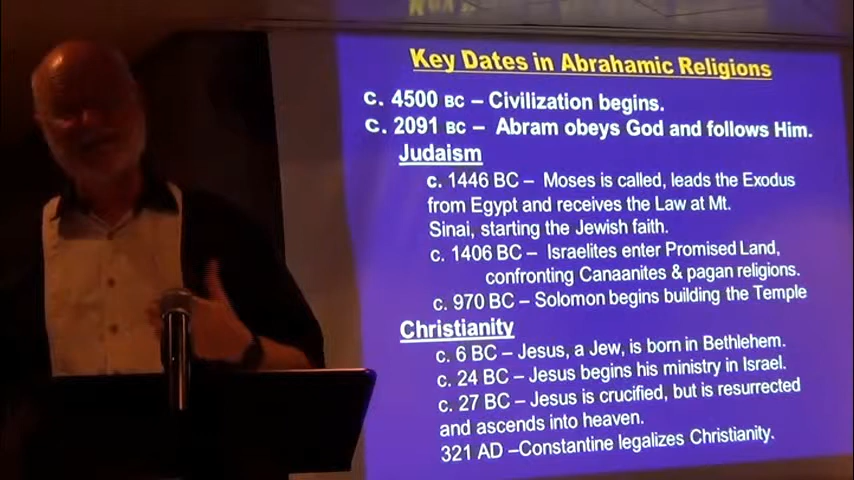 Key Dates in Abrahamic Religions
c. 4500 BC – Civilization begins.
c. 2091 BC – Abram obeys God and follows Him.
Judaism
c. 1446 BC – Moses is called, leads the Exodus
from Egypt and receives the Law at Mt.
Sinai, starting the Jewish faith.
c. 1406 BC – Israelites enter Promised Land,
confronting Canaanites & pagan religions.
c. 970 BC – Solomon begins building the Temple
Christianity
c. 6 BC – Jesus, a Jew, is born in Bethlehem.
c. 24 BC – Jesus begins his ministry in Israel.
c. 27 BC – Jesus is crucified, but is resurrected
and ascends into heaven.
321 AD –Constantine legalizes Christianity.